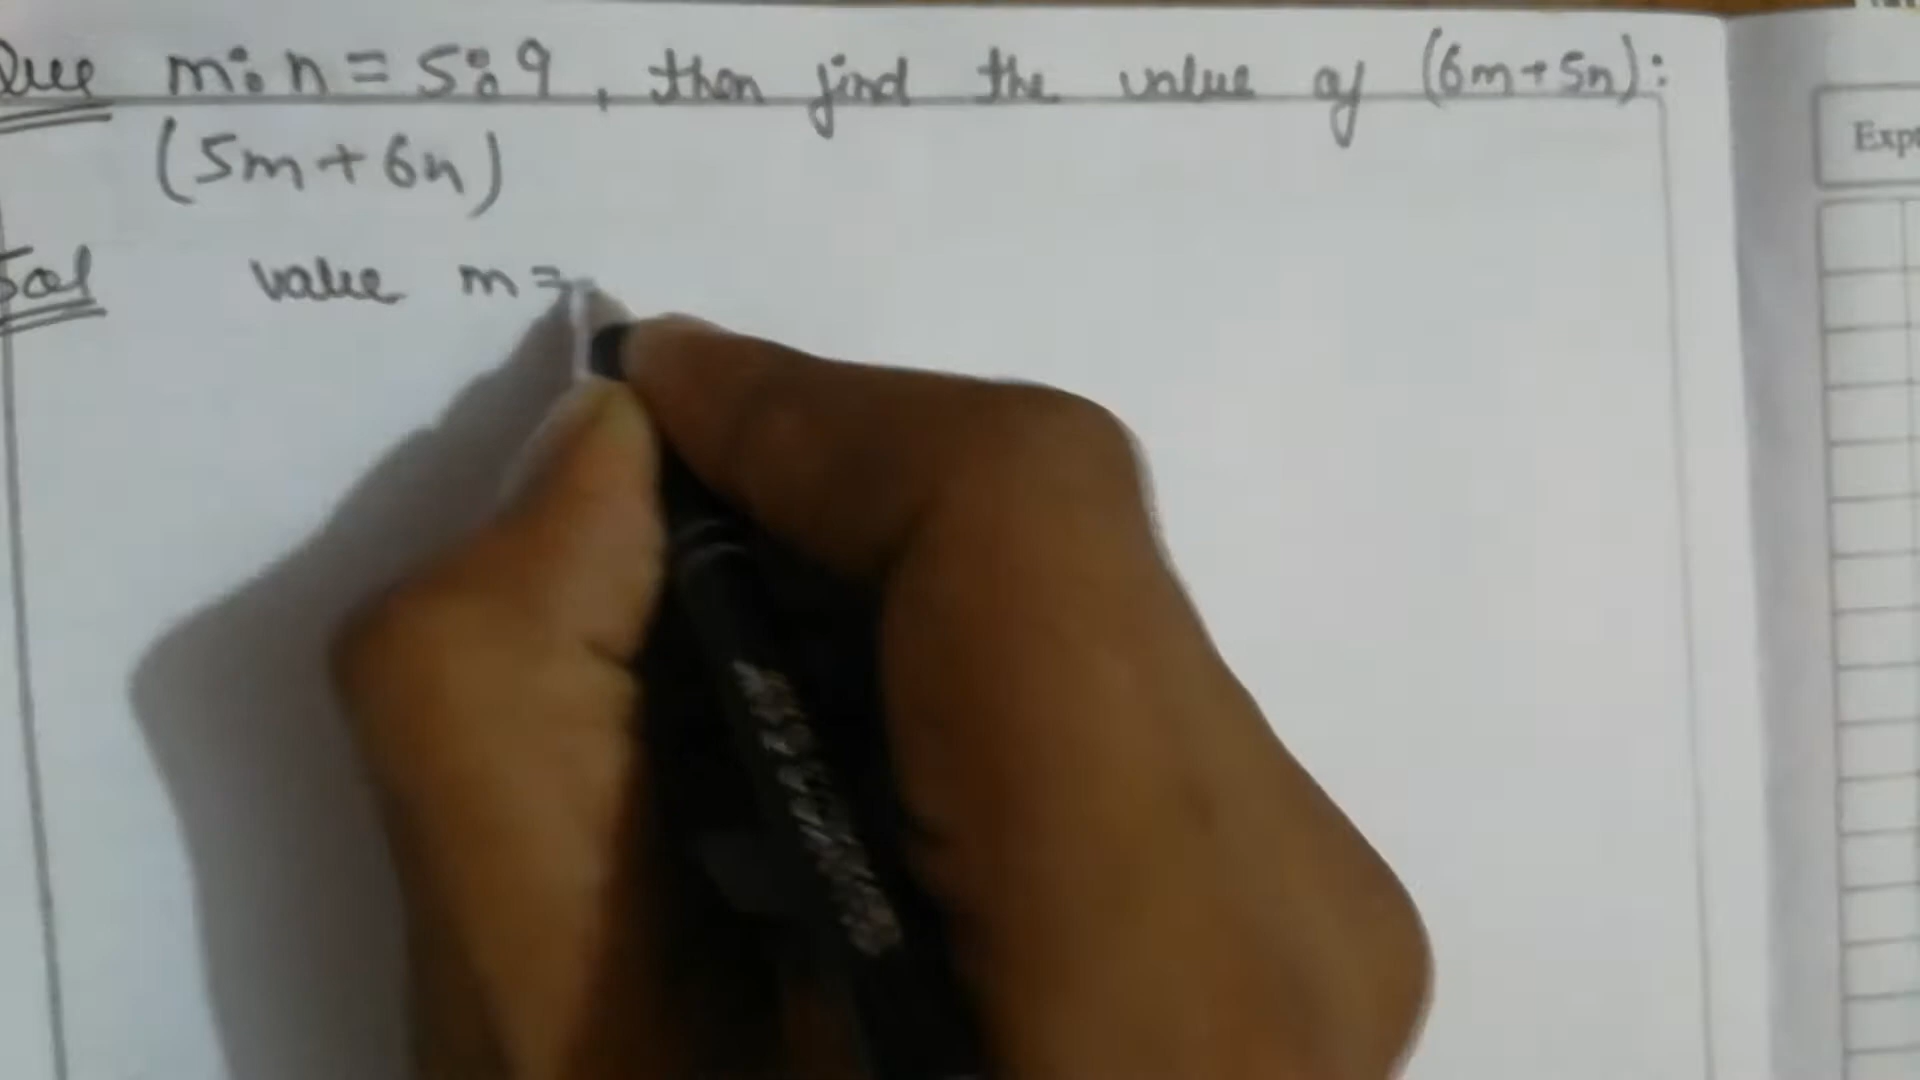 Que m:n = 5:9, then find the value of (6m+5n):
(5m+6n)
Sol value m =